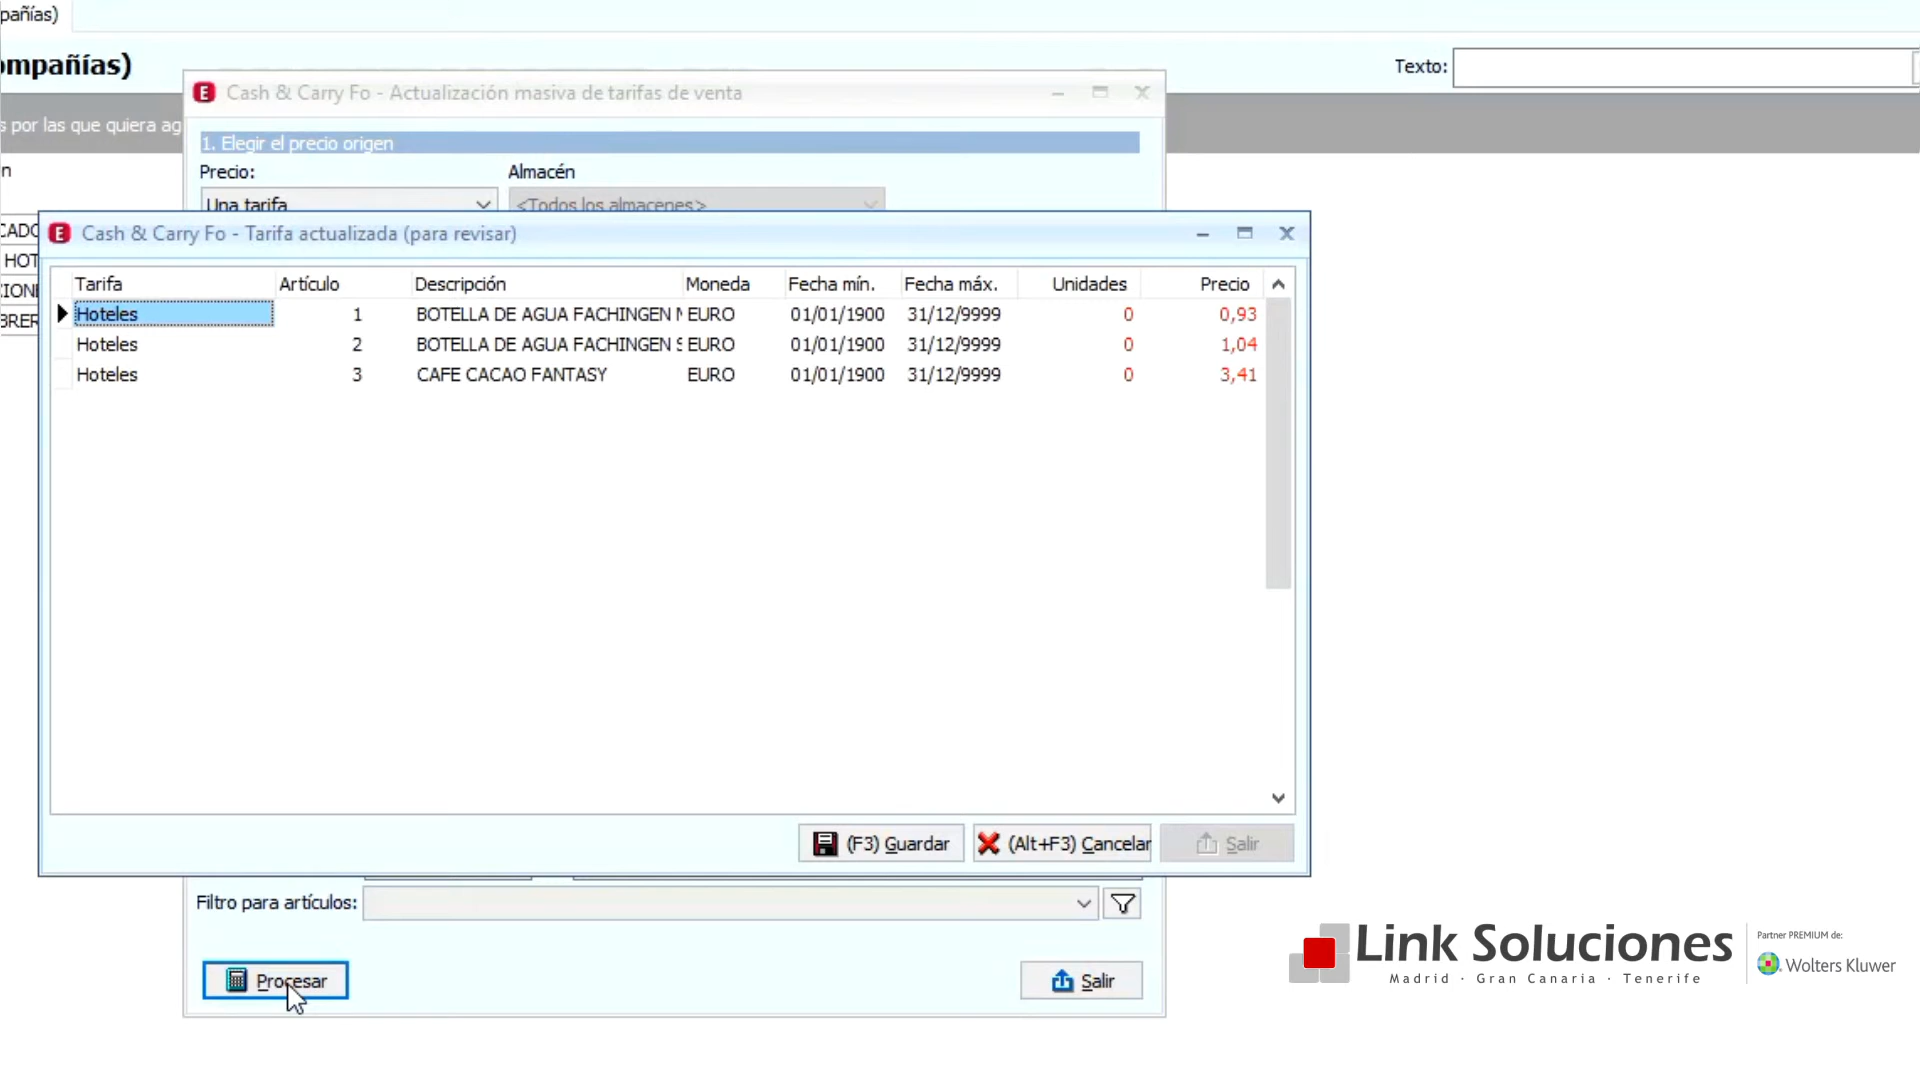 pañías)
ompañías)
Texto:
Cash & Carry Fo - Actualización masiva de tarifas de venta
s por las que quiera ag
1. Elegir el precio origen
n
Precio:
Almacén
Una tarifa
<Todos los almacenes>
CADO
HOT
CIONE
BRER
Cash & Carry Fo - Tarifa actualizada (para revisar)
Tarifa Artículo Descripción Moneda Fecha mín. Fecha máx. Unidades Precio
Hoteles 1 BOTELLA DE AGUA FACHINGEN EURO 01/01/1900 31/12/9999 0 0,93
Hoteles 2 BOTELLA DE AGUA FACHINGEN EURO 01/01/1900 31/12/9999 0 1,04
Hoteles 3 CAFE CACAO FANTASY EURO 01/01/1900 31/12/9999 0 3,41
(F3) Guardar
(Alt+F3) Cancelar
Salir
Filtro para artículos:
Procesar
Salir
Link Soluciones
Madrid · Gran Canaria · Tenerife
Partner PREMIUM de:
Wolters Kluwer